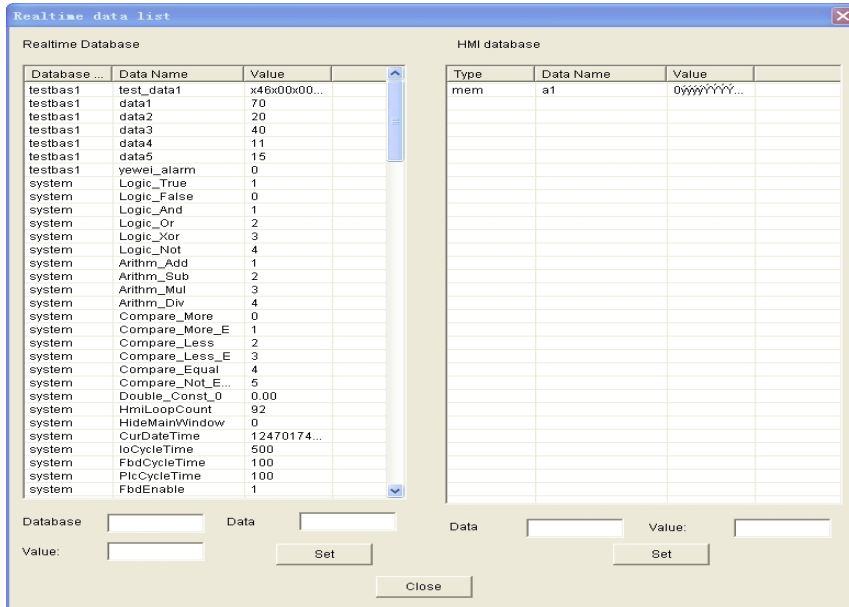 Realtime data list
Realtime Database
Database ... Data Name Value
testbas1 test_data1 x46x00x00...
testbas1 data1 70
testbas1 data2 20
testbas1 data3 40
testbas1 data4 11
testbas1 data5 15
testbas1 yewei_alarm 0
system Logic_True 1
system Logic_False 0
system Logic_And 1
system Logic_Or 2
system Logic_Xor 3
system Logic_Not 4
system Arithm_Add 1
system Arithm_Sub 2
system Arithm_Mul 3
system Arithm_Div 4
system Compare_More 0
system Compare_More_E 1
system Compare_Less 2
system Compare_Less_E 3
system Compare_Equal 4
system Compare_Not_E... 5
system Double_Const_0 0.00
system HmiLoopCount 92
system HideMainWindow 0
system CurDateTime 12470174...
system IoCycleTime 500
system FbdCycleTime 100
system PlcCycleTime 100
system FbdEnable 1
Database Data
Value: Set
HMI database
Type Data Name Value
mem a1 0ýýýýÝÝÝÝ...
Data Value:
Set
Close